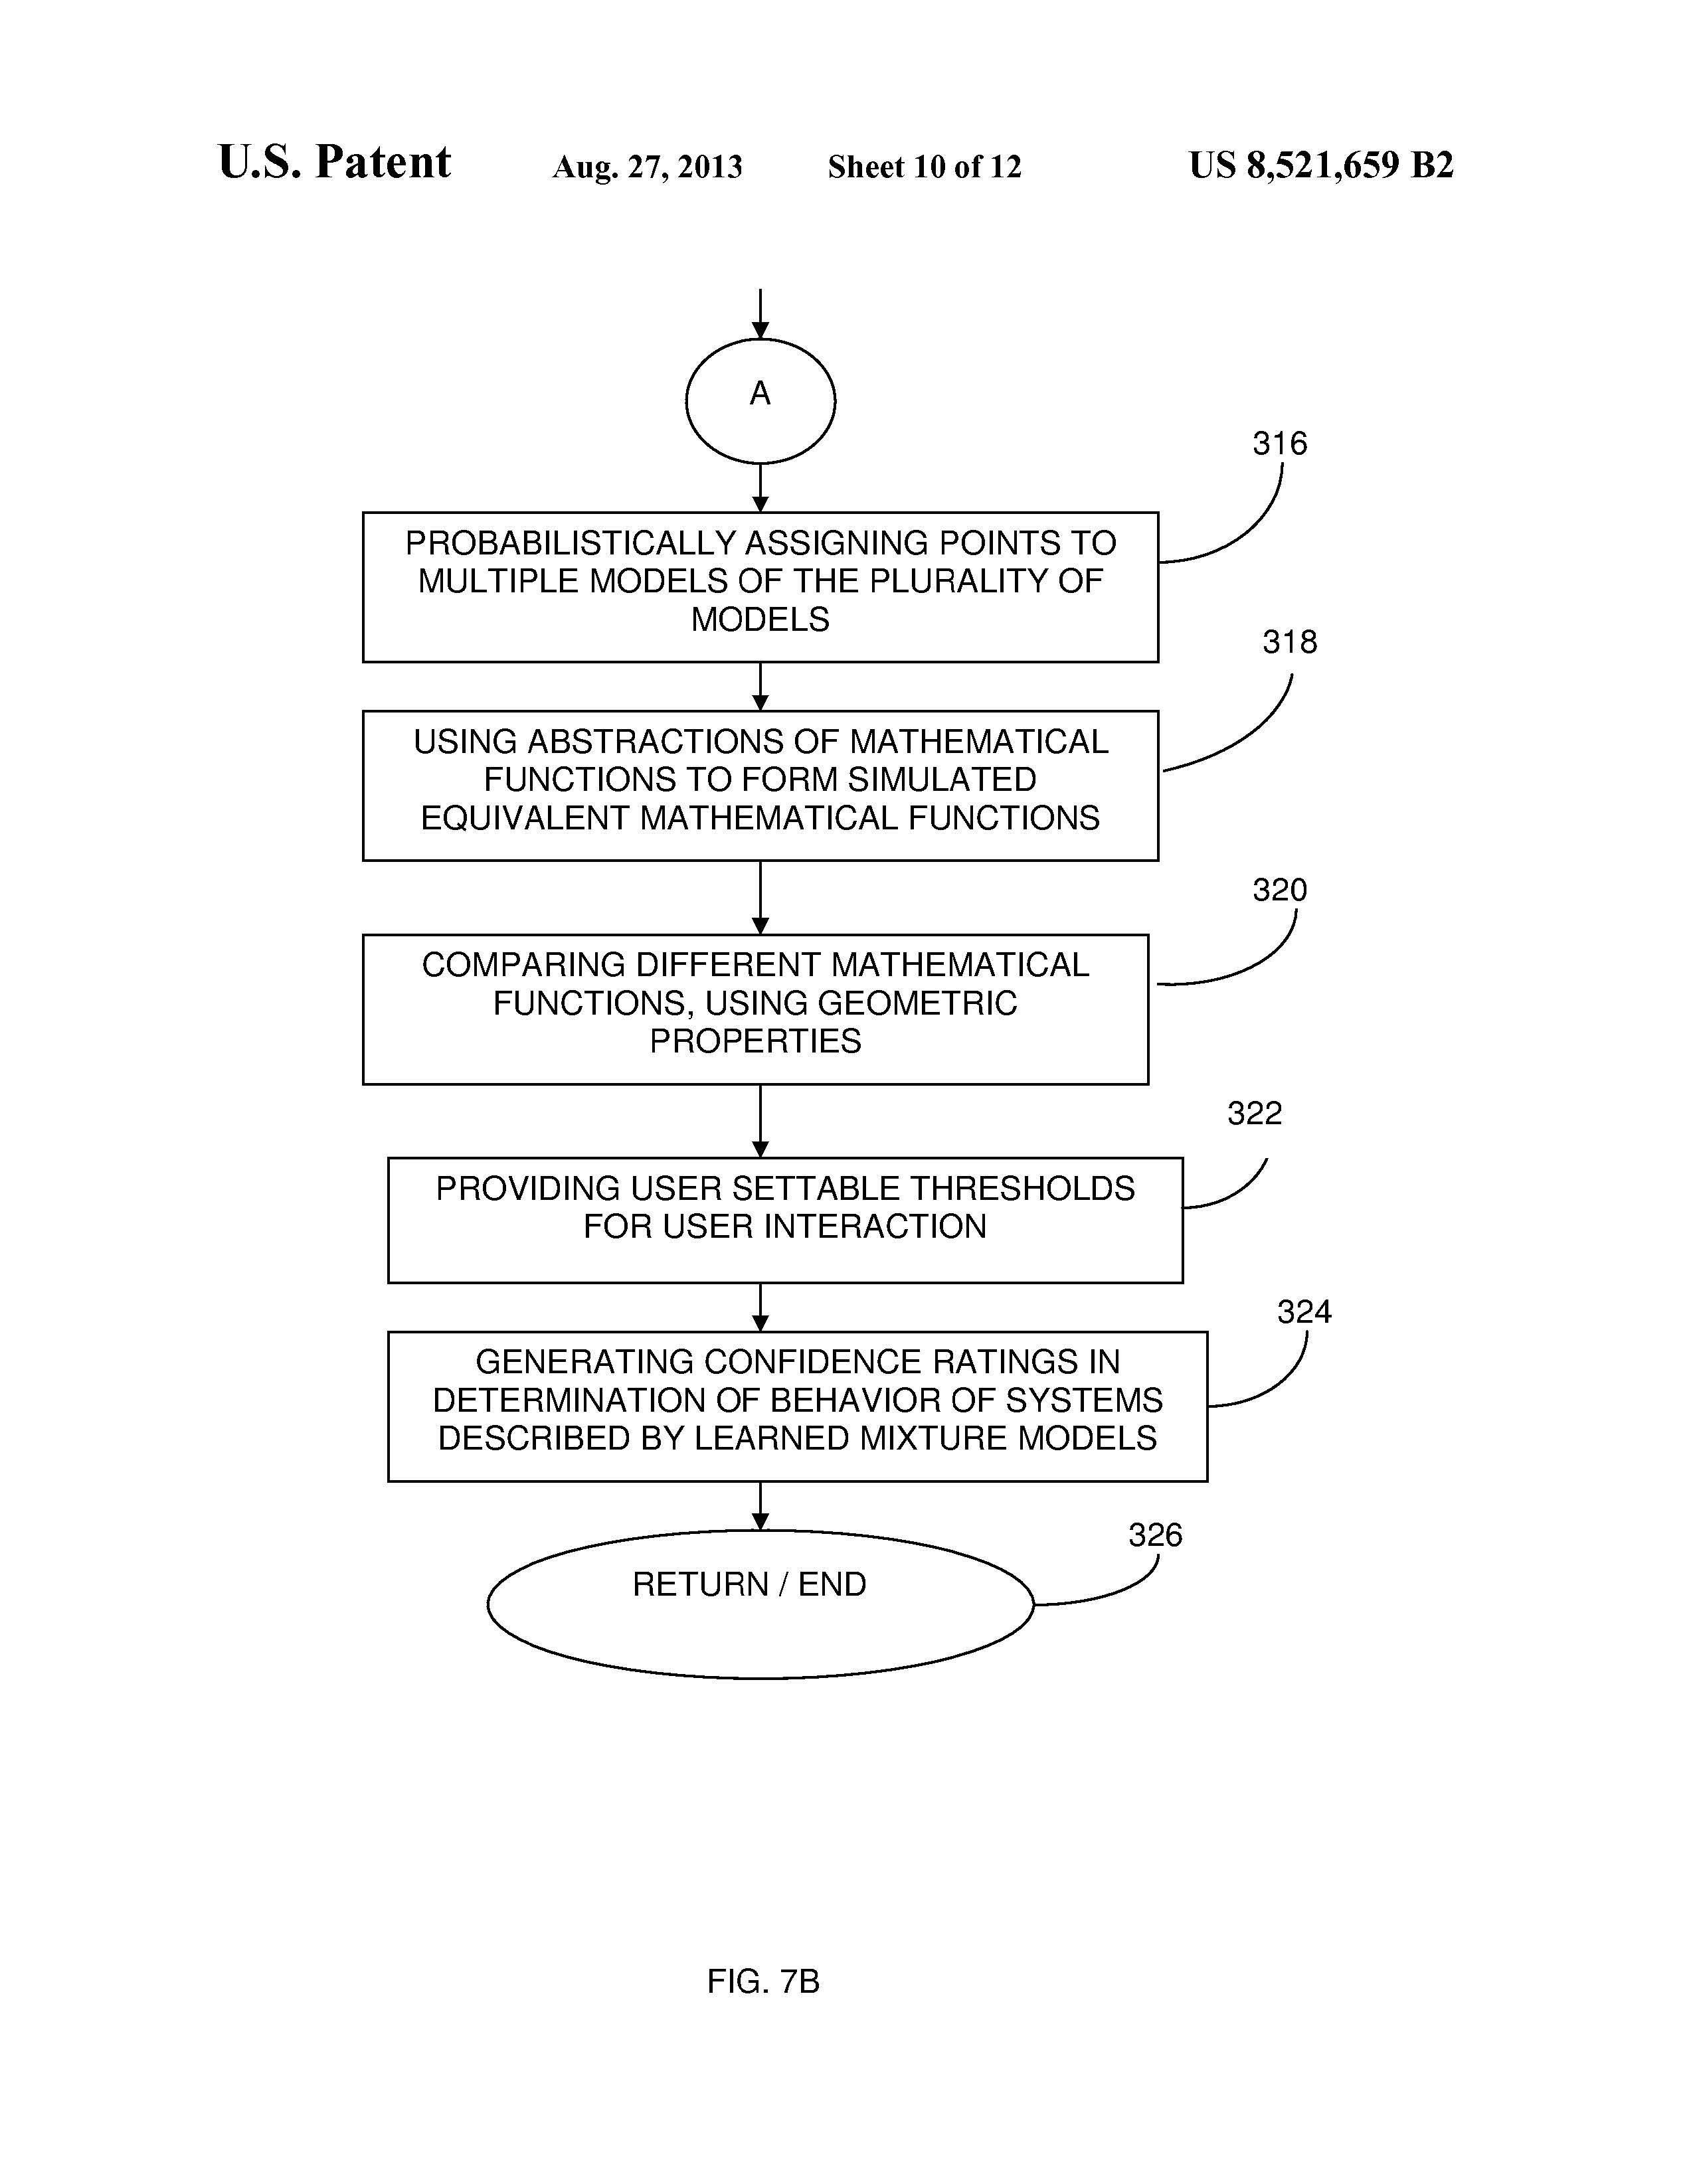 U.S. Patent Aug. 27, 2013 Sheet 10 of 12 US 8,521,659 B2
A
316
PROBABILISTICALLY ASSIGNING POINTS TO
MULTIPLE MODELS OF THE PLURALITY OF
MODELS
318
USING ABSTRACTIONS OF MATHEMATICAL
FUNCTIONS TO FORM SIMULATED
EQUIVALENT MATHEMATICAL FUNCTIONS
320
COMPARING DIFFERENT MATHEMATICAL
FUNCTIONS, USING GEOMETRIC
PROPERTIES
322
PROVIDING USER SETTABLE THRESHOLDS
FOR USER INTERACTION
324
GENERATING CONFIDENCE RATINGS IN
DETERMINATION OF BEHAVIOR OF SYSTEMS
DESCRIBED BY LEARNED MIXTURE MODELS
326
RETURN / END
FIG. 7B